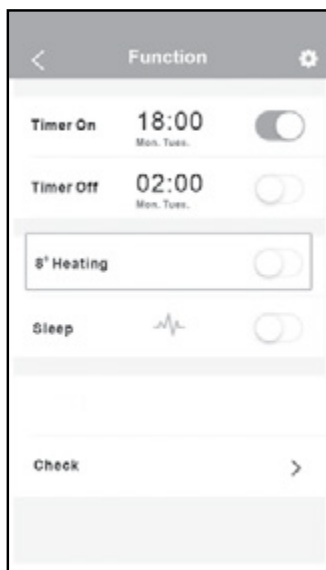 Function
Timer On 18:00
Mon. Tues.
Timer Off 02:00
Mon. Tues.
8° Heating
Sleep
Check